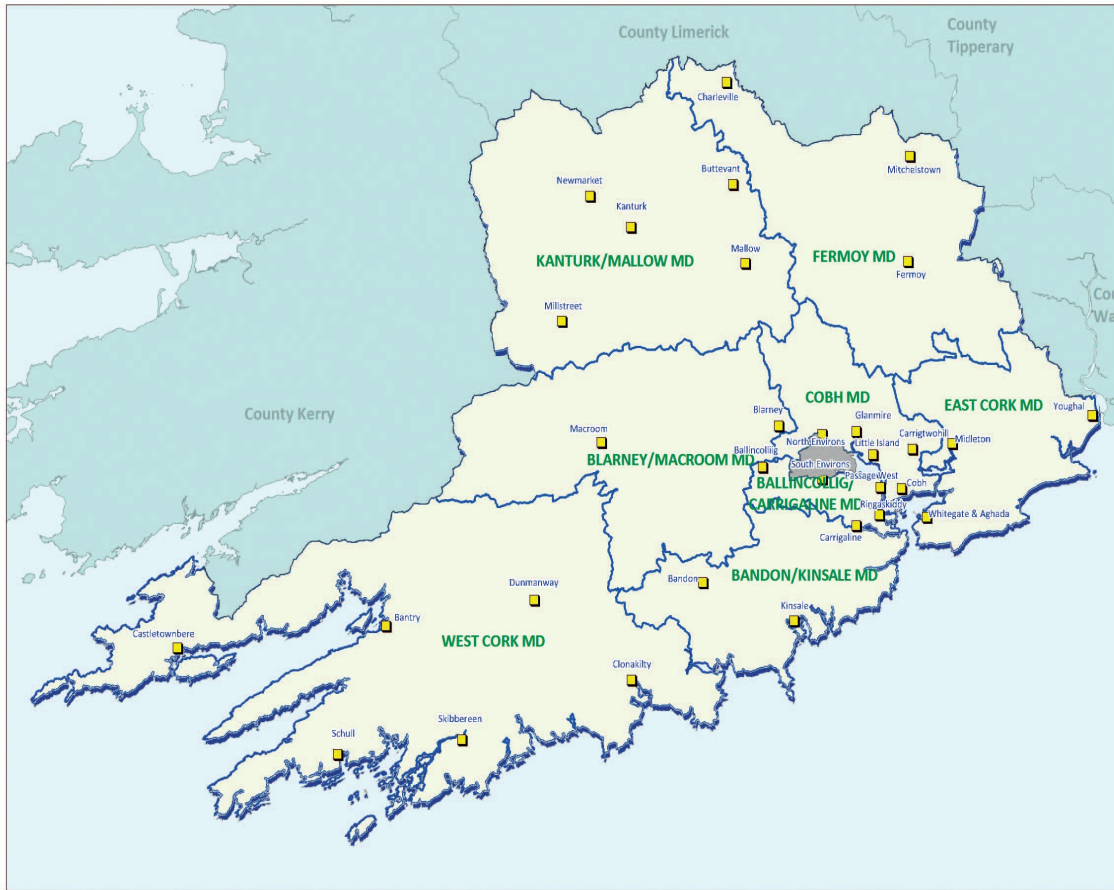 County Limerick
County
Tipperary
Charleville
Mitchelstown
Buttevant
Newmarket
Kanturk
Mallow
KANTURK/MALLOW MD
FERMOY MD
Fermoy
Millstreet
COBH MD
EAST CORK MD
Youghal
County Kerry
Blarney
Glanmire
Macroom
North Environs
Little Island
Carrigtwohill
Midleton
BLARNEY/MACROOM MD
Ballincollig
South Environs
Passage West
Cobh
BALLINCOLLIG/
CARRIGALINE MD
Ringaskiddy
Whitegate & Aghada
Carrigaline
Bandon
BANDON/KINSALE MD
Dunmanway
Kinsale
Bantry
Castletownbere
WEST CORK MD
Clonakilty
Skibbereen
Schull